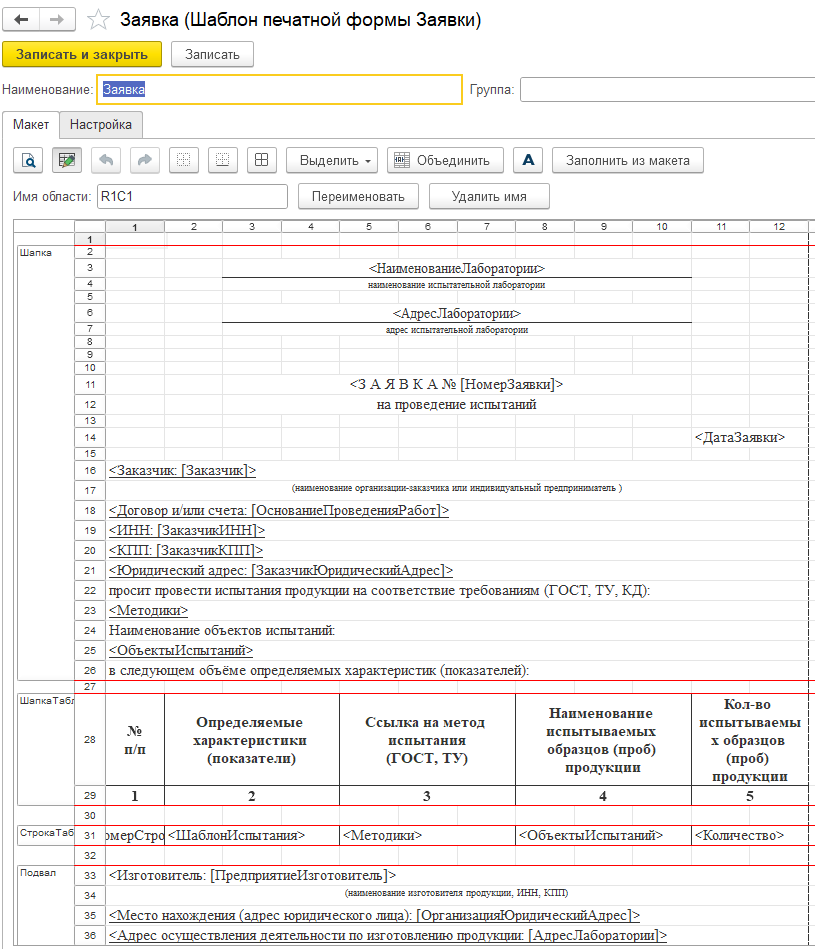 Заявка (Шаблон печатной формы Заявки)
Записать и закрыть Записать
Наименование: Заявка Группа:
Макет Настройка
Выделить Объединить A Заполнить из макета
Имя области: R1C1 Переименовать Удалить имя
1 2 3 4 5 6 7 8 9 10 11 12
1
Шапка 2
3 <НаименованиеЛаборатории>
4 наименование испытательной лаборатории
5
6 <АдресЛаборатории>
7 адрес испытательной лаборатории
8
9
10
11 <З А Я В К А № [НомерЗаявки]>
12 на проведение испытаний
13
14 <ДатаЗаявки>
15
16 <Заказчик: [Заказчик]>
17 (наименование организации-заказчика или индивидуальный предприниматель )
18 <Договор и/или счета: [ОснованиеПроведенияРабот]>
19 <ИНН: [ЗаказчикИНН]>
20 <КПП: [ЗаказчикКПП]>
21 <Юридический адрес: [ЗаказчикЮридическийАдрес]>
22 просит провести испытания продукции на соответствие требованиям (ГОСТ, ТУ, КД):
23 <Методики>
24 Наименование объектов испытаний:
25 <ОбъектыИспытаний>
26 в следующем объёме определяемых характеристик (показателей):
27
ШапкаТабл
28
№
п/п
Определяемые
характеристики
(показатели)
Ссылка на метод
испытания
(ГОСТ, ТУ)
Наименование
испытываемых
образцов (проб)
продукции
Кол-во
испытываемы
х образцов
(проб)
продукции
29 1 2 3 4 5
30
СтрокаТаб 31 омерСтро <ШаблонИспытания> <Методики> <ОбъектыИспытаний> <Количество>
32
Подвал 33 <Изготовитель: [ПредприятиеИзготовитель]>
34 (наименование изготовителя продукции, ИНН, КПП)
35 <Место нахождения (адрес юридического лица): [ОрганизацияЮридическийАдрес]>
36 <Адрес осуществления деятельности по изготовлению продукции: [АдресЛаборатории]>